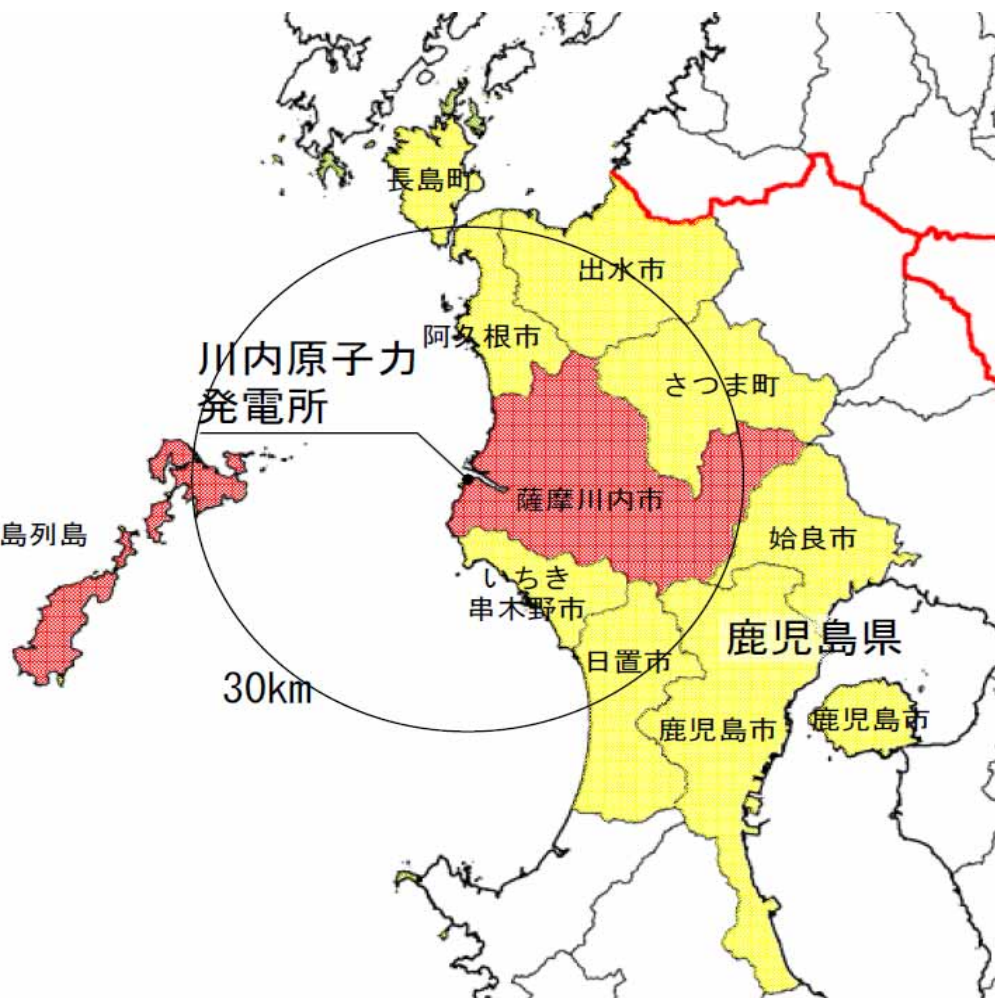 長島町
出水市
阿久根市
川内原子力
発電所
さつま町
薩摩川内市
島列島
姶良市
いちき
串木野市
鹿児島県
日置市
30km
鹿児島市
鹿児島市